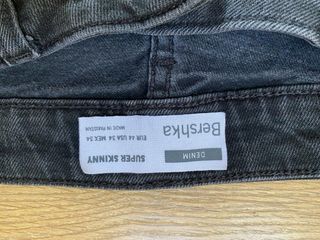 DENIM
Bershka
SUPER SKINNY
EUR 44 USA 34 MEX 34
MADE IN PAKISTAN